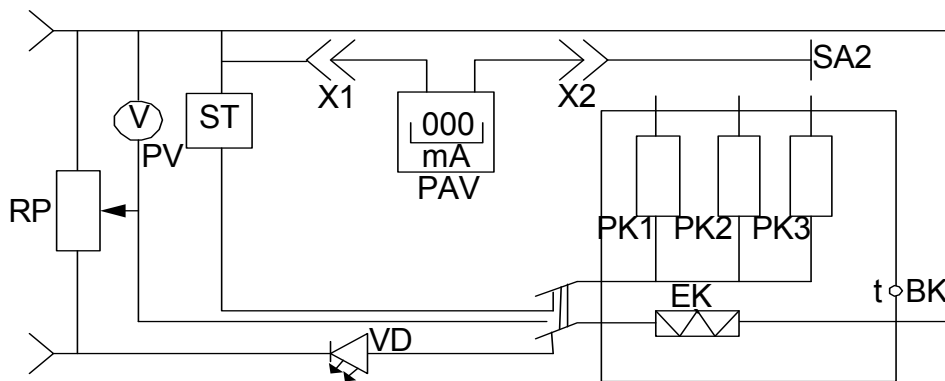 SA2
X1
X2
V
ST
000
mA
PV
PAV
RP
PK1
PK2
PK3
t
BK
EK
VD